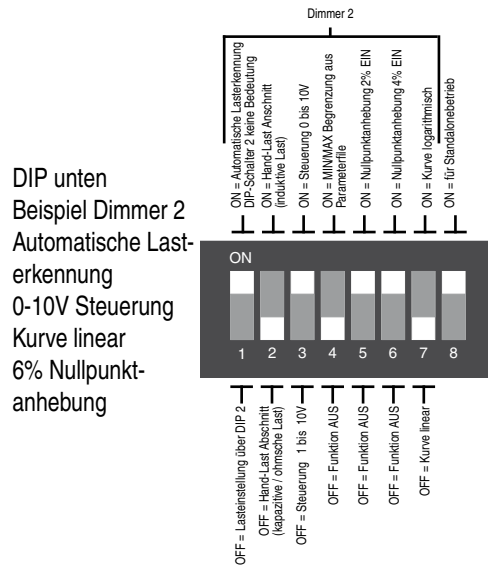 Dimmer 2
ON = Automatische Lasterkennung
DIP-Schalter 2 keine Bedeutung
ON = Hand-Last Anschnitt
(induktive Last)
ON = Steuerung 0 bis 10V
ON = MIN/MAX Begrenzung aus
Parameterfile
ON = Nullpunktanhebung 2% EIN
ON = Nullpunktanhebung 4% EIN
ON = Kurve logarithmisch
ON = für Standalonebetrieb
DIP unten
Beispiel Dimmer 2
Automatische Last-
erkennung
0-10V Steuerung
Kurve linear
6% Nullpunkt-
anhebung
ON
1 2 3 4 5 6 7 8
OFF = Lasteinstellung über DIP 2
OFF = Hand-Last Abschnitt
(kapazitive / ohmsche Last)
OFF = Steuerung 1 bis 10V
OFF = Funktion AUS
OFF = Funktion AUS
OFF = Funktion AUS
OFF = Kurve linear